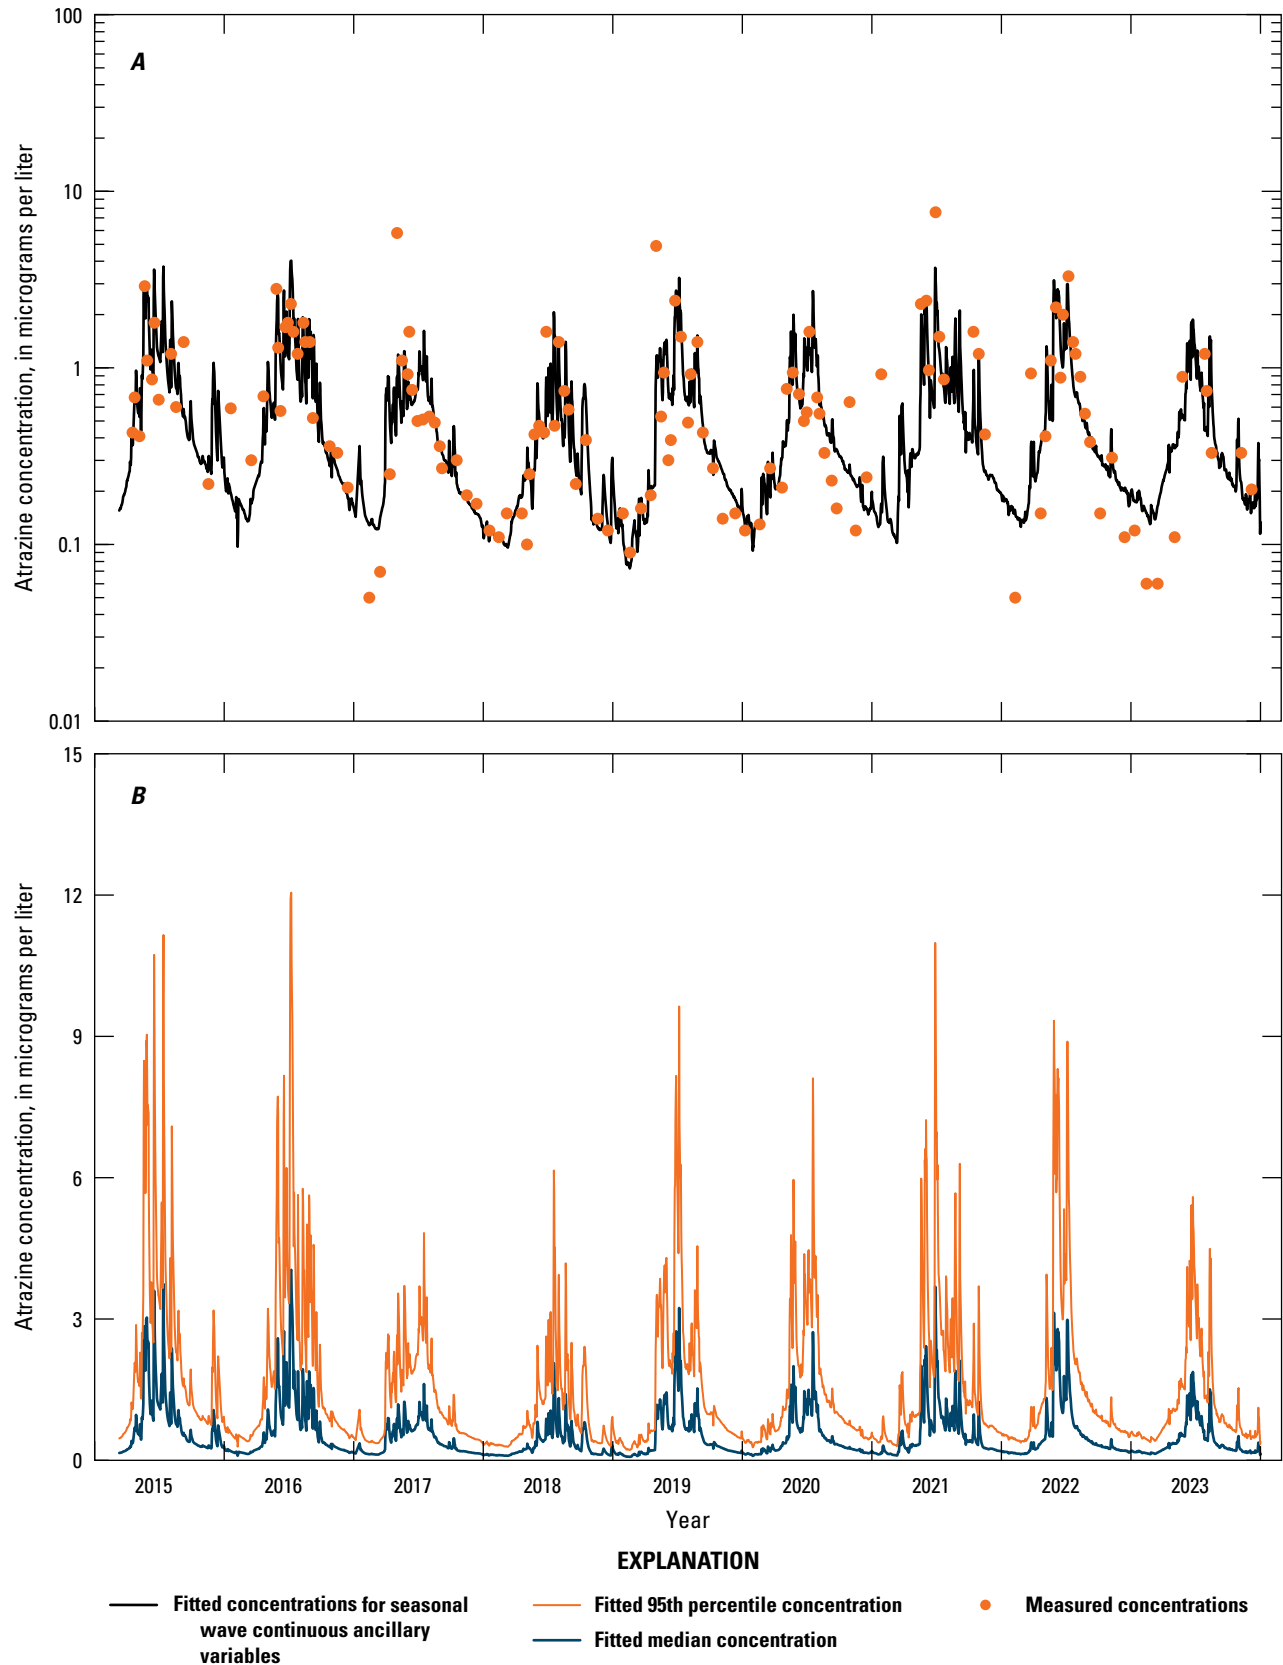 100
A
10
1
0.1
0.01
Atrazine concentration, in micrograms per liter
15
B
12
9
6
3
0
Atrazine concentration, in micrograms per liter
2015 2016 2017 2018 2019 2020 2021 2022 2023
Year
EXPLANATION
Fitted concentrations for seasonal
wave continuous ancillary
variables
Fitted 95th percentile concentration
Fitted median concentration
Measured concentrations